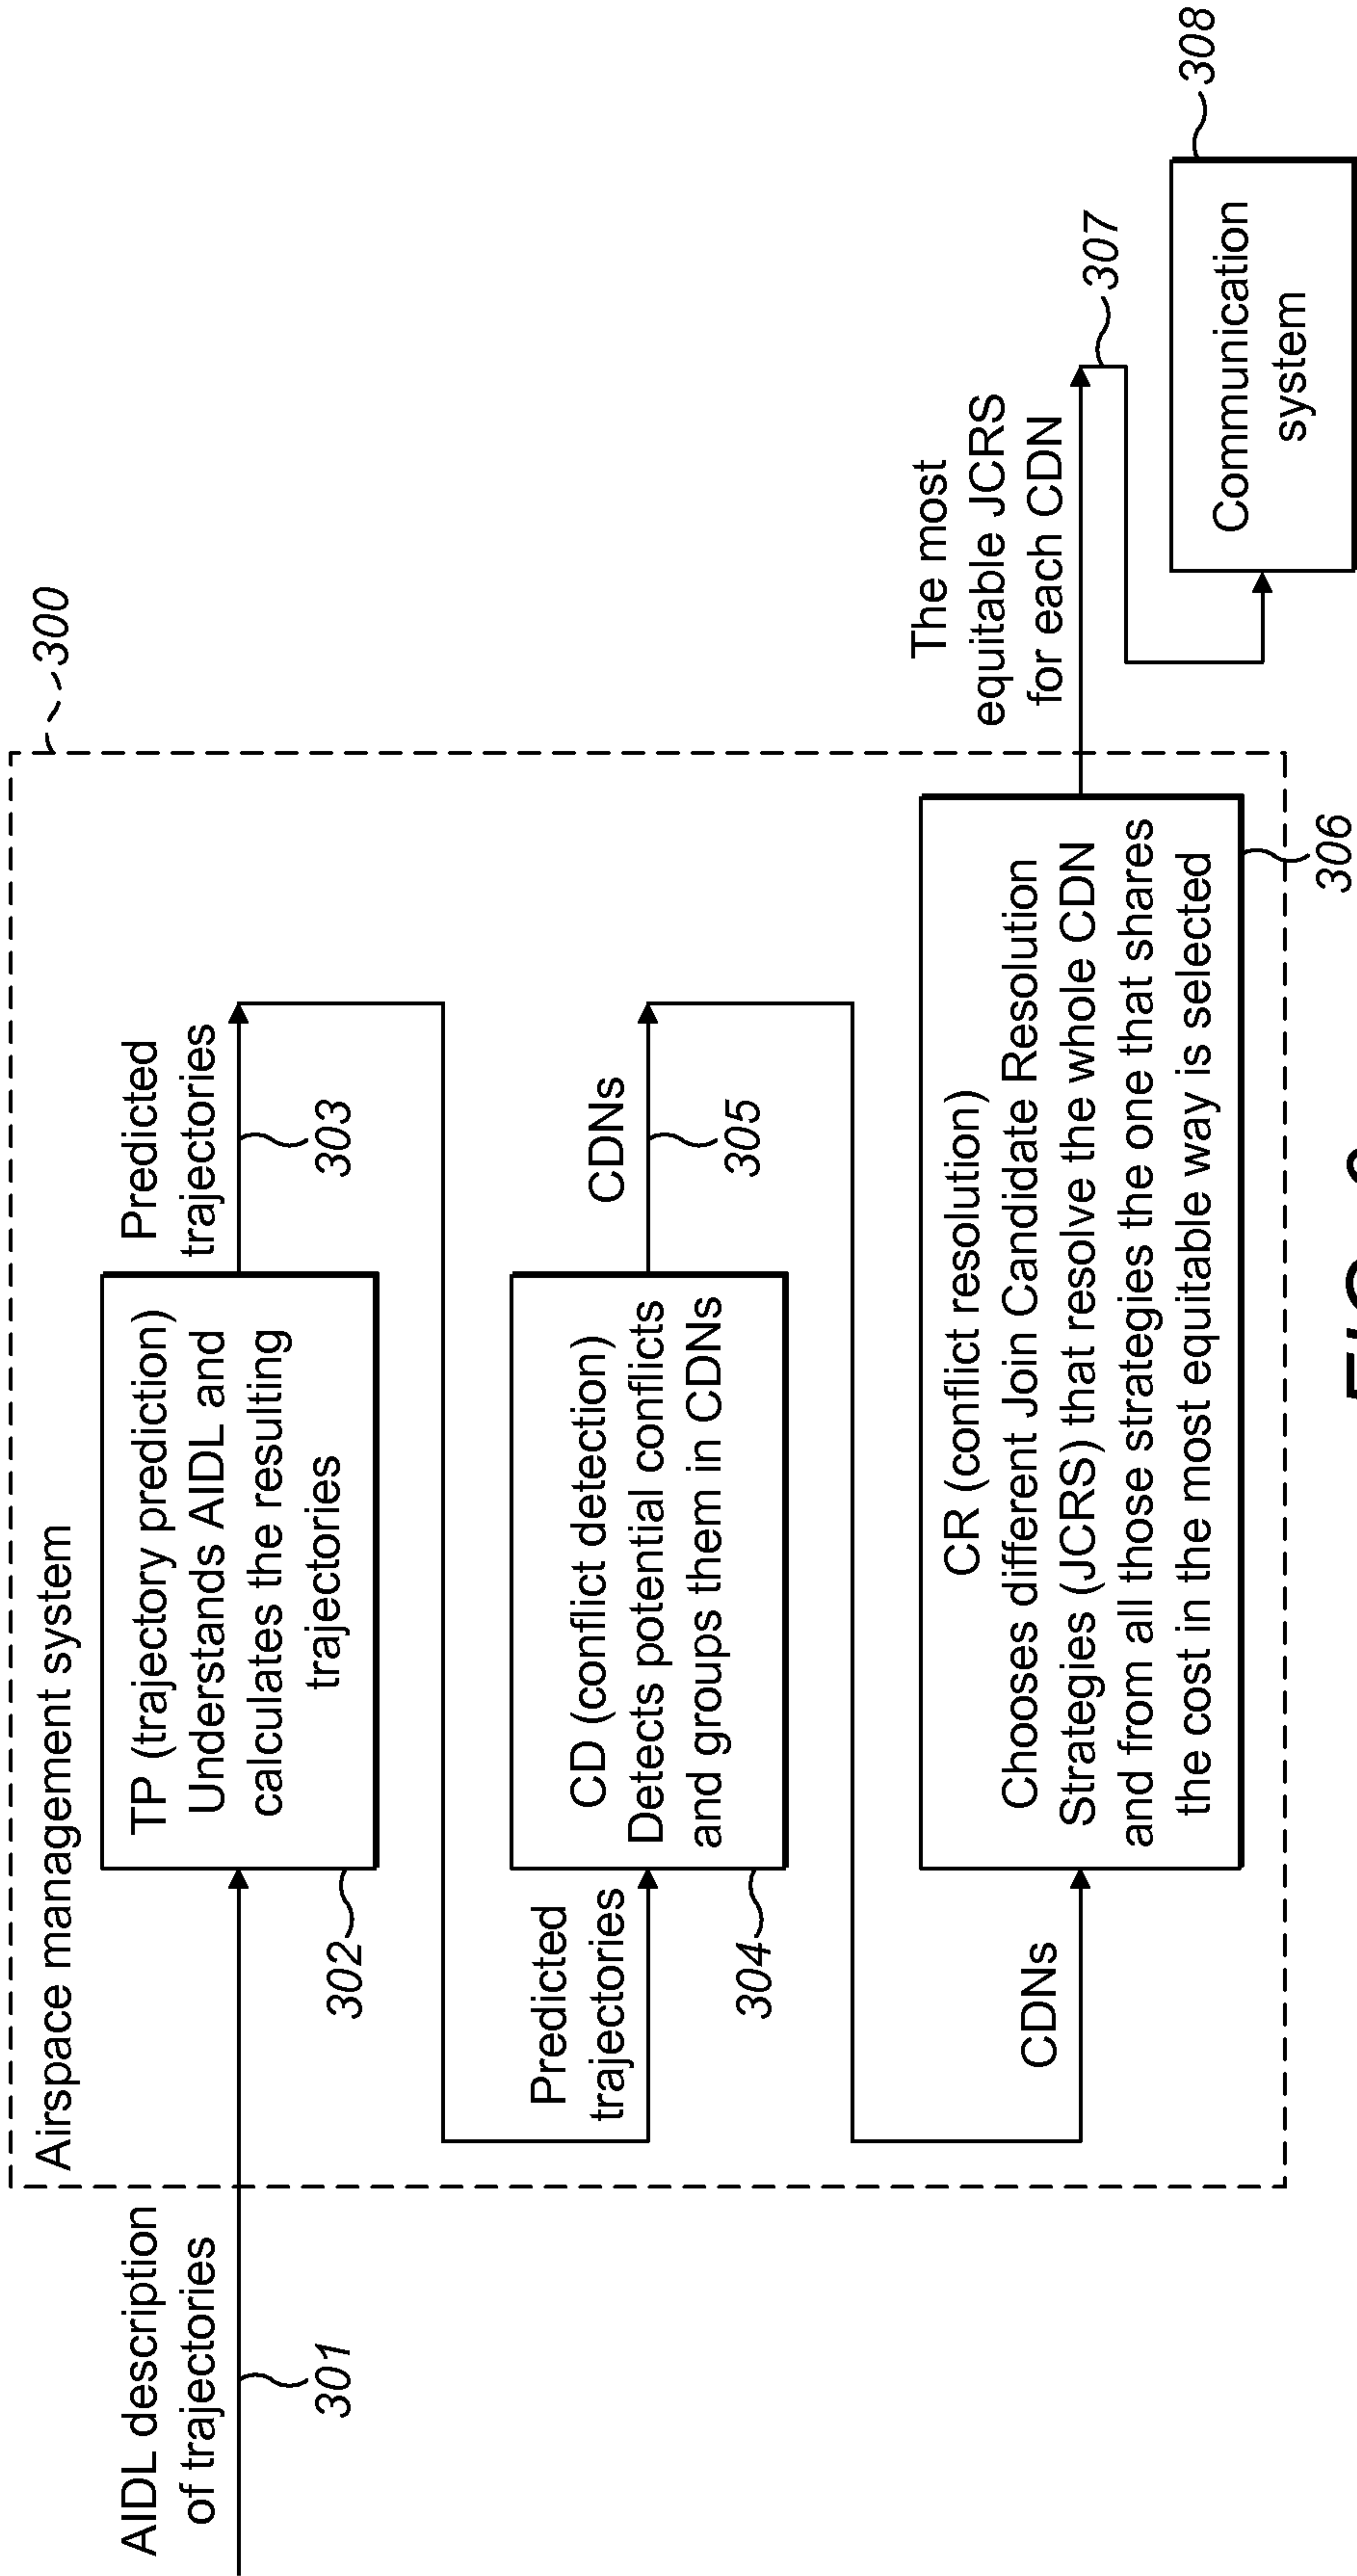 Airspace management system
300
AIDL description
of trajectories
301
TP (trajectory prediction)
Understands AIDL and
calculates the resulting
trajectories
302
Predicted
trajectories
303
Predicted
trajectories
CD (conflict detection)
Detects potential conflicts
and groups them in CDNs
304
CDNs
305
CDNs
CR (conflict resolution)
Chooses different Join Candidate Resolution
Strategies (JCRS) that resolve the whole CDN
and from all those strategies the one that shares
the cost in the most equitable way is selected
306
The most
equitable JCRS
for each CDN
307
Communication
system
308